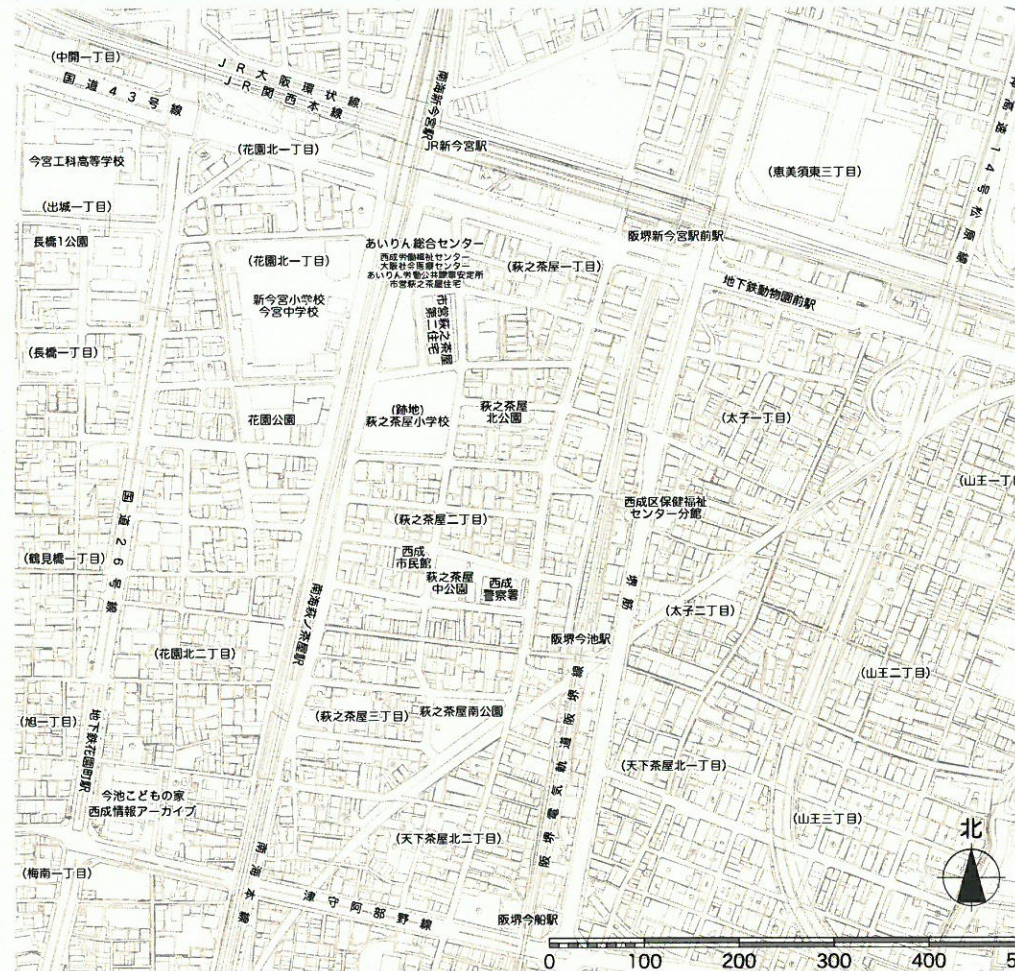 (中開一丁目)
国道43号線
JR大阪環状線
JR関西本線
南海新今宮駅
JR新今宮駅
今宮工科高等学校
(花園北一丁目)
(恵美須東三丁目)
阪神高速14号松原線
(出城一丁目)
長橋1公園
(花園北一丁目)
新今宮小学校
今宮中学校
あいりん総合センター
西成労働福祉センター
大阪社会医療センター
あいりん労働公共職業安定所
市営萩之茶屋住宅
(萩之茶屋一丁目)
阪堺新今宮駅前駅
地下鉄動物園前駅
市営萩之茶屋
第二住宅
(長橋一丁目)
花園公園
(跡地)
萩之茶屋小学校
萩之茶屋
北公園
(太子一丁目)
(山王一丁目
国道26号線
(萩之茶屋二丁目)
西成区保健福祉
センター分館
(鶴見橋一丁目)
西成
市民館
萩之茶屋
中公園
西成
警察署
堺筋
(太子二丁目)
南海萩ノ茶屋駅
阪堺今池駅
(花園北二丁目)
(山王二丁目)
(旭一丁目)
地下鉄花園町駅
(萩之茶屋三丁目)
萩之茶屋南公園
阪堺電気軌道阪堺線
(天下茶屋北一丁目)
今池こどもの家
西成情報アーカイブ
(天下茶屋北二丁目)
(山王三丁目)
北
(梅南一丁目)
南海本線
津守阿部野線
阪堺今船駅
0 100 200 300 400